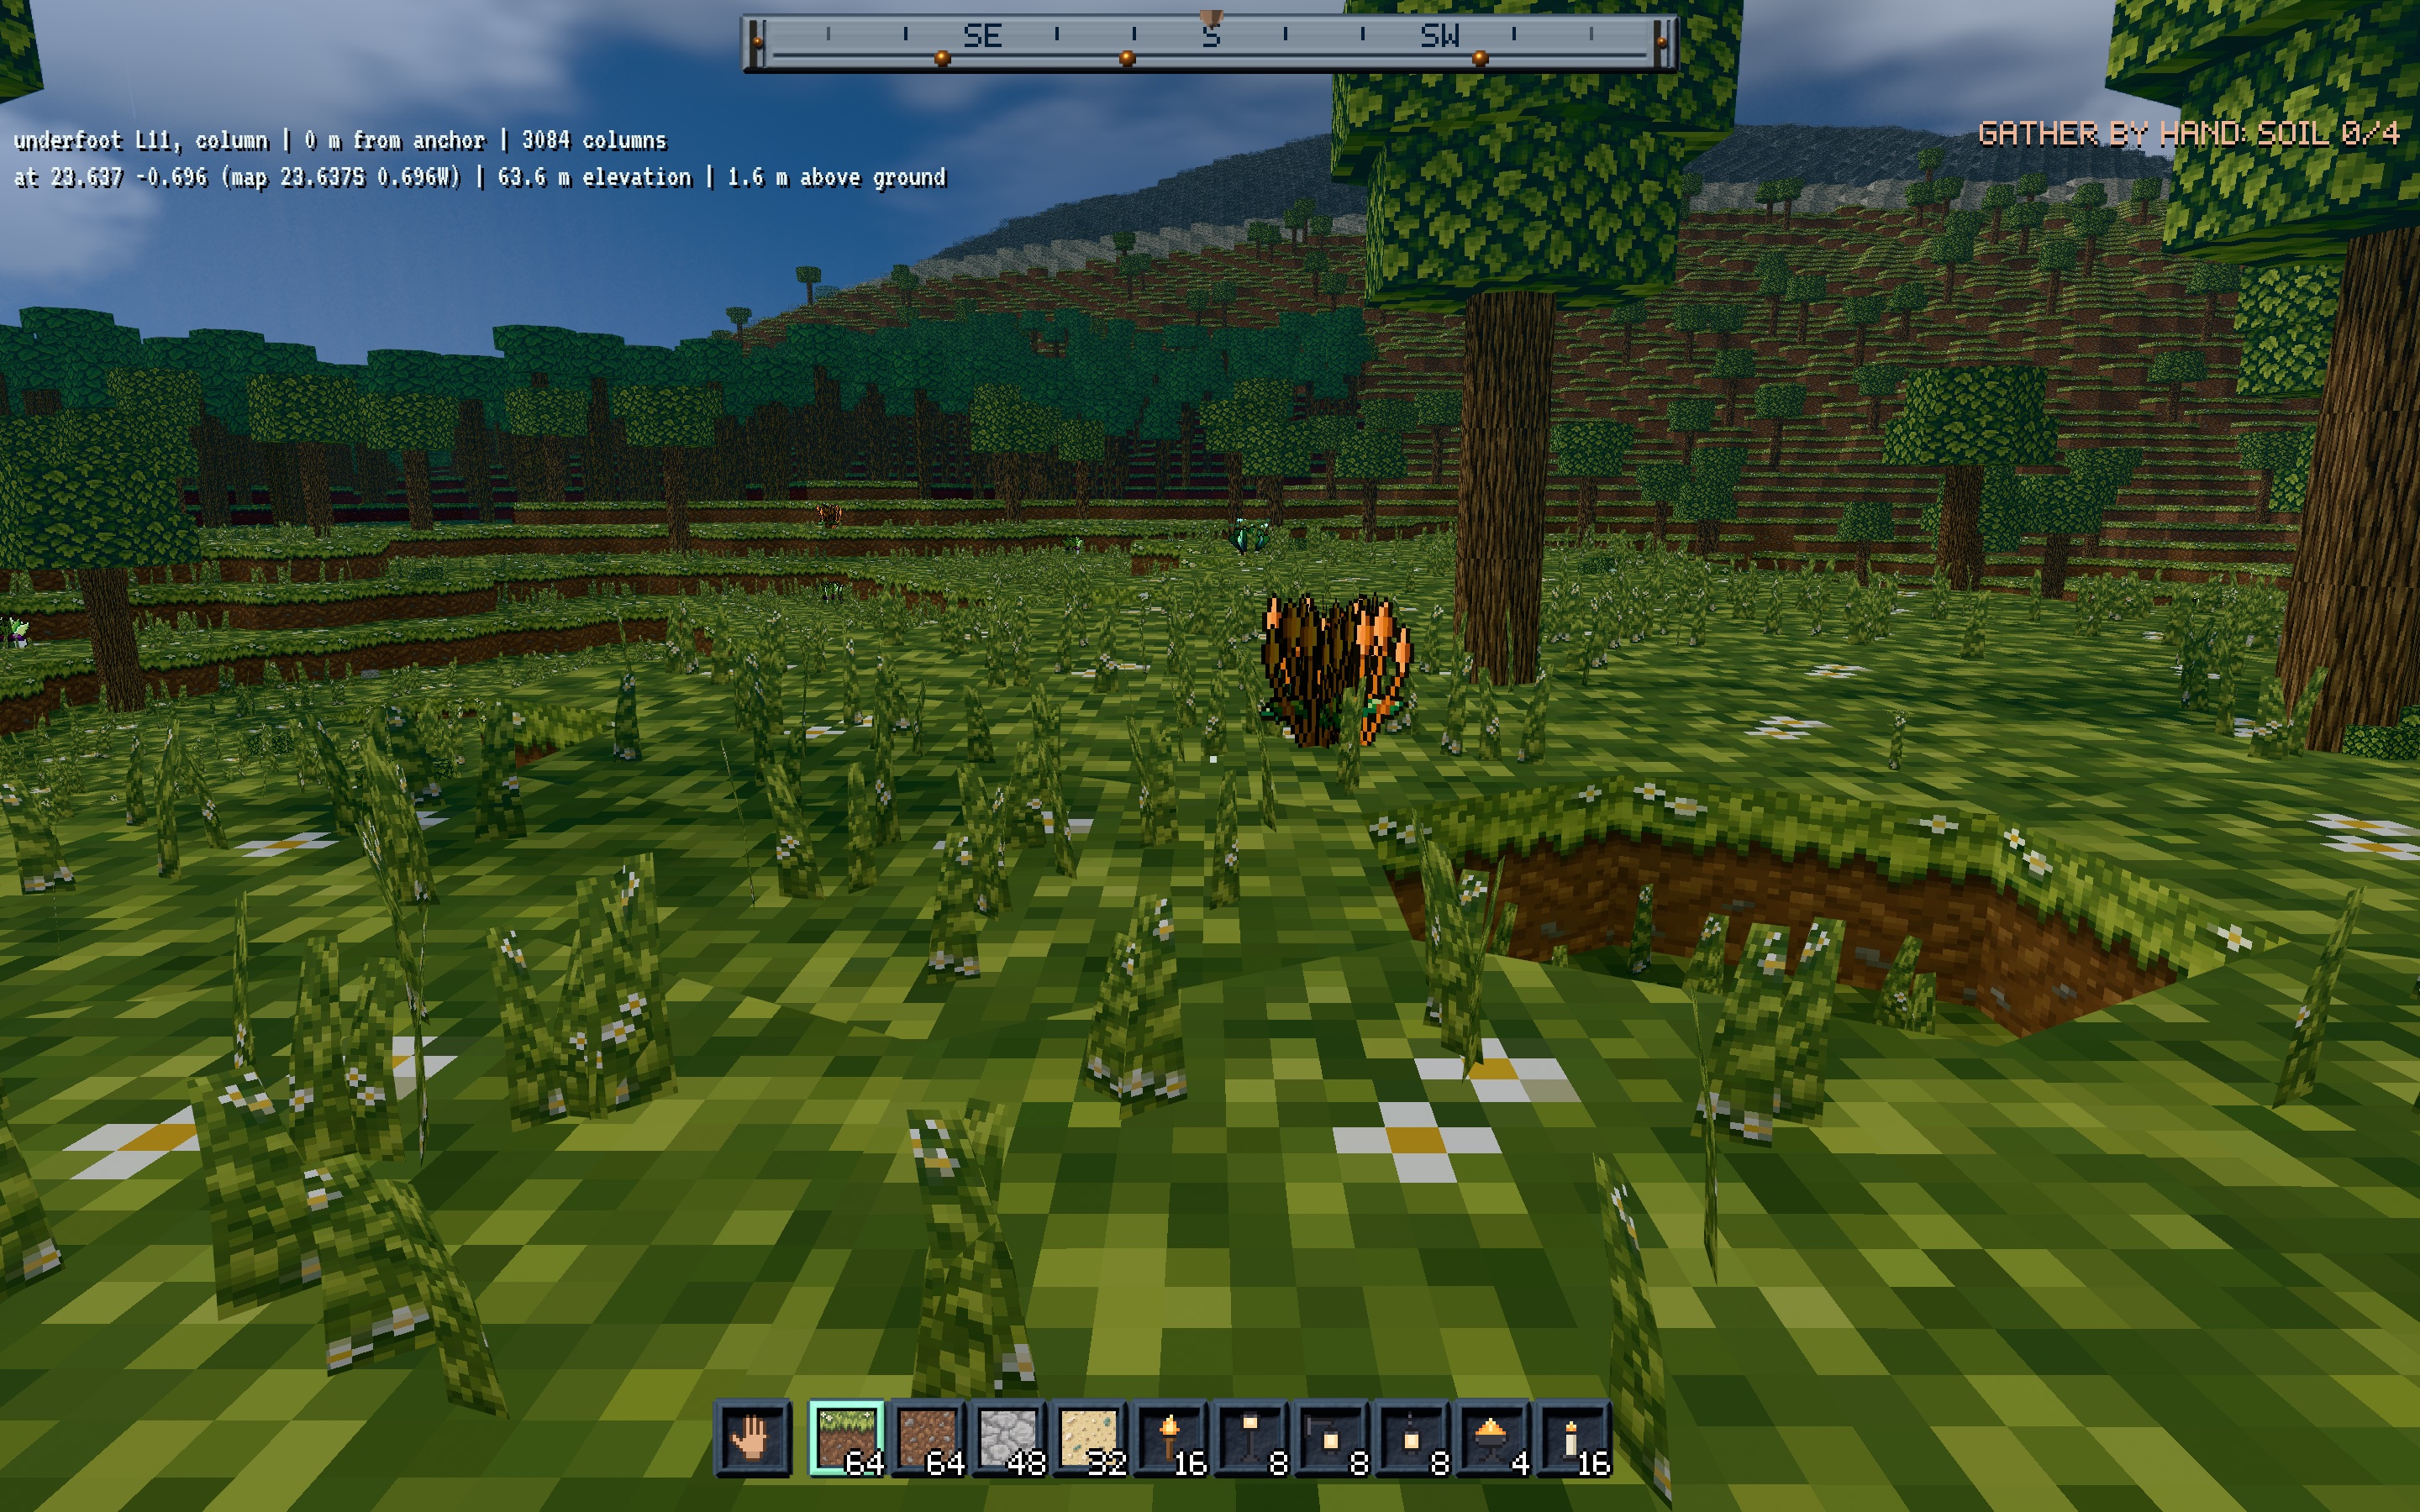 SE S SW
underfoot L11, column | 0 m from anchor | 3084 columns
at 23.637 -0.696 (map 23.637S 0.696W) | 63.6 m elevation | 1.6 m above ground
GATHER BY HAND: SOIL 0/4
64 64 48 32 16 8 8 8 4 16